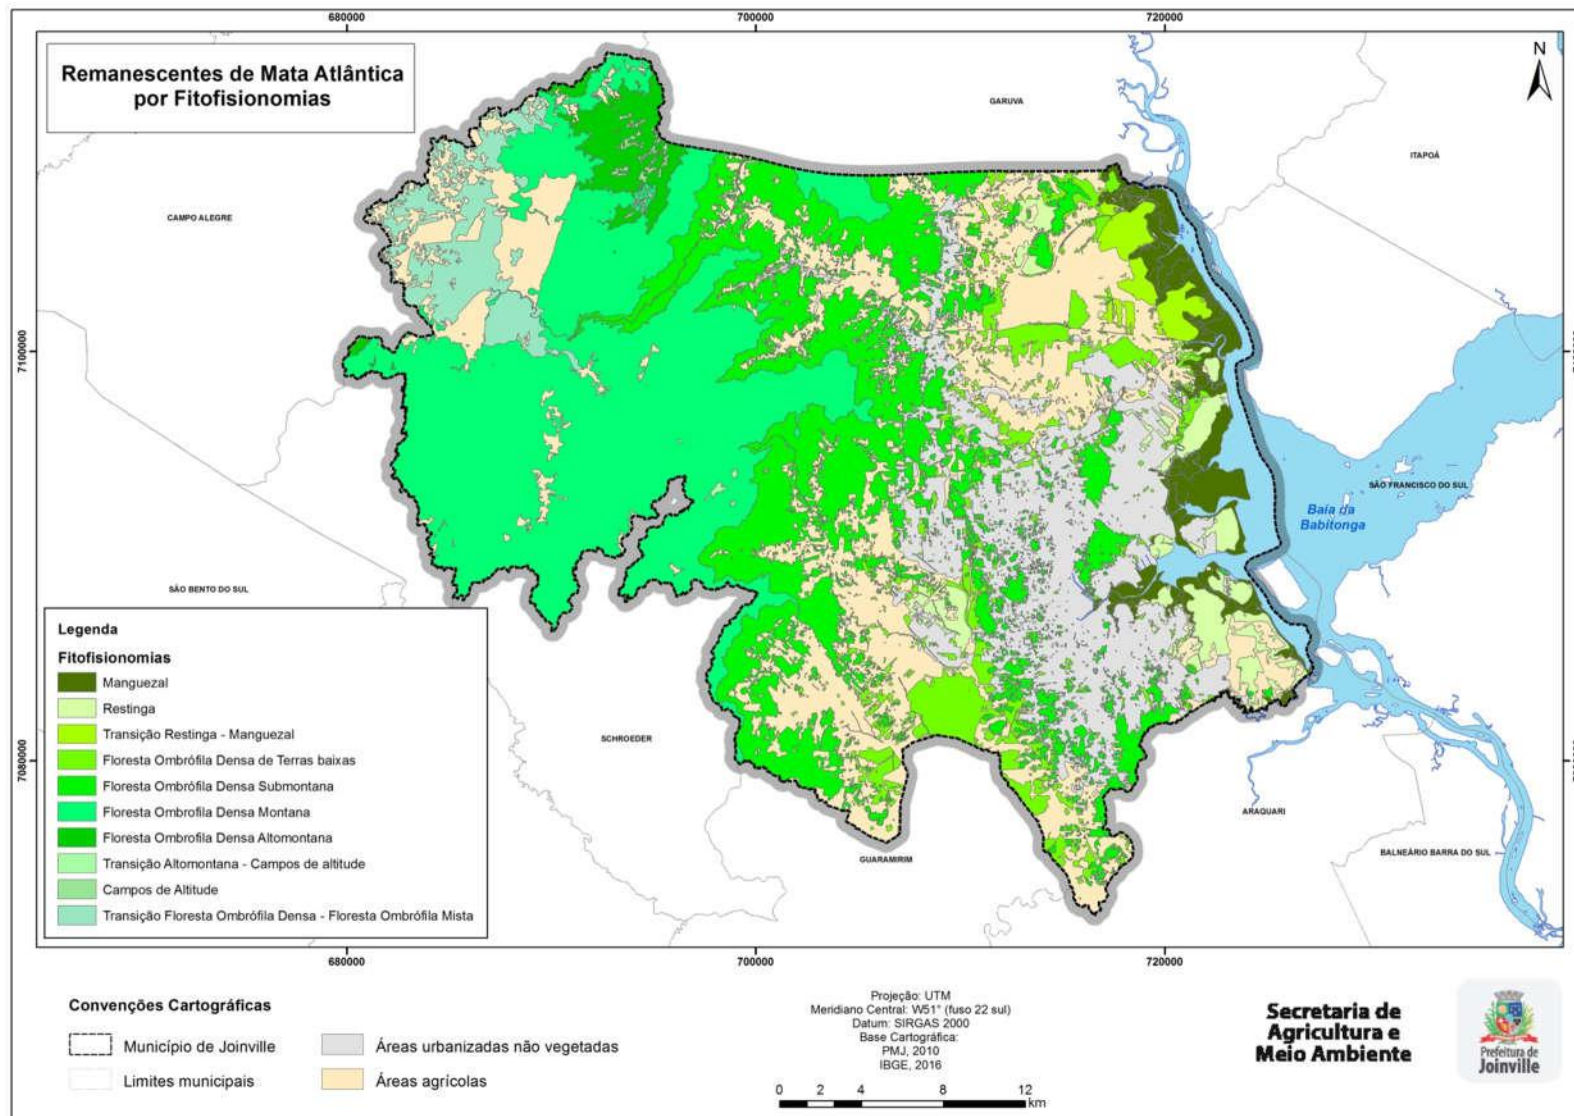 680000
700000
720000
Remanescentes de Mata Atlântica
por Fitofisionomias
N
GARUVA
ITAPOÁ
CAMPO ALEGRE
7100000
SÃO FRANCISCO DO SUL
Baía da
Babitonga
SÃO BENTO DO SUL
Legenda
Fitofisionomias
Manguezal
Restinga
Transição Restinga - Manguezal
Floresta Ombrófila Densa de Terras baixas
Floresta Ombrófila Densa Submontana
Floresta Ombrofila Densa Montana
Floresta Ombrofila Densa Altomontana
Transição Altomontana - Campos de altitude
Campos de Altitude
Transição Floresta Ombrófila Densa - Floresta Ombrófila Mista
SCHROEDER
7080000
ARAQUARI
GUARAMIRIM
BALNEÁRIO BARRA DO SUL
680000
700000
720000
Convenções Cartográficas
Município de Joinville
Limites municipais
Áreas urbanizadas não vegetadas
Áreas agrícolas
Projeção: UTM
Meridiano Central: W51° (fuso 22 sul)
Datum: SIRGAS 2000
Base Cartográfica:
PMJ, 2010
IBGE, 2016
0 2 4 8 12
km
Secretaria de
Agricultura e
Meio Ambiente
Prefeitura de
Joinville